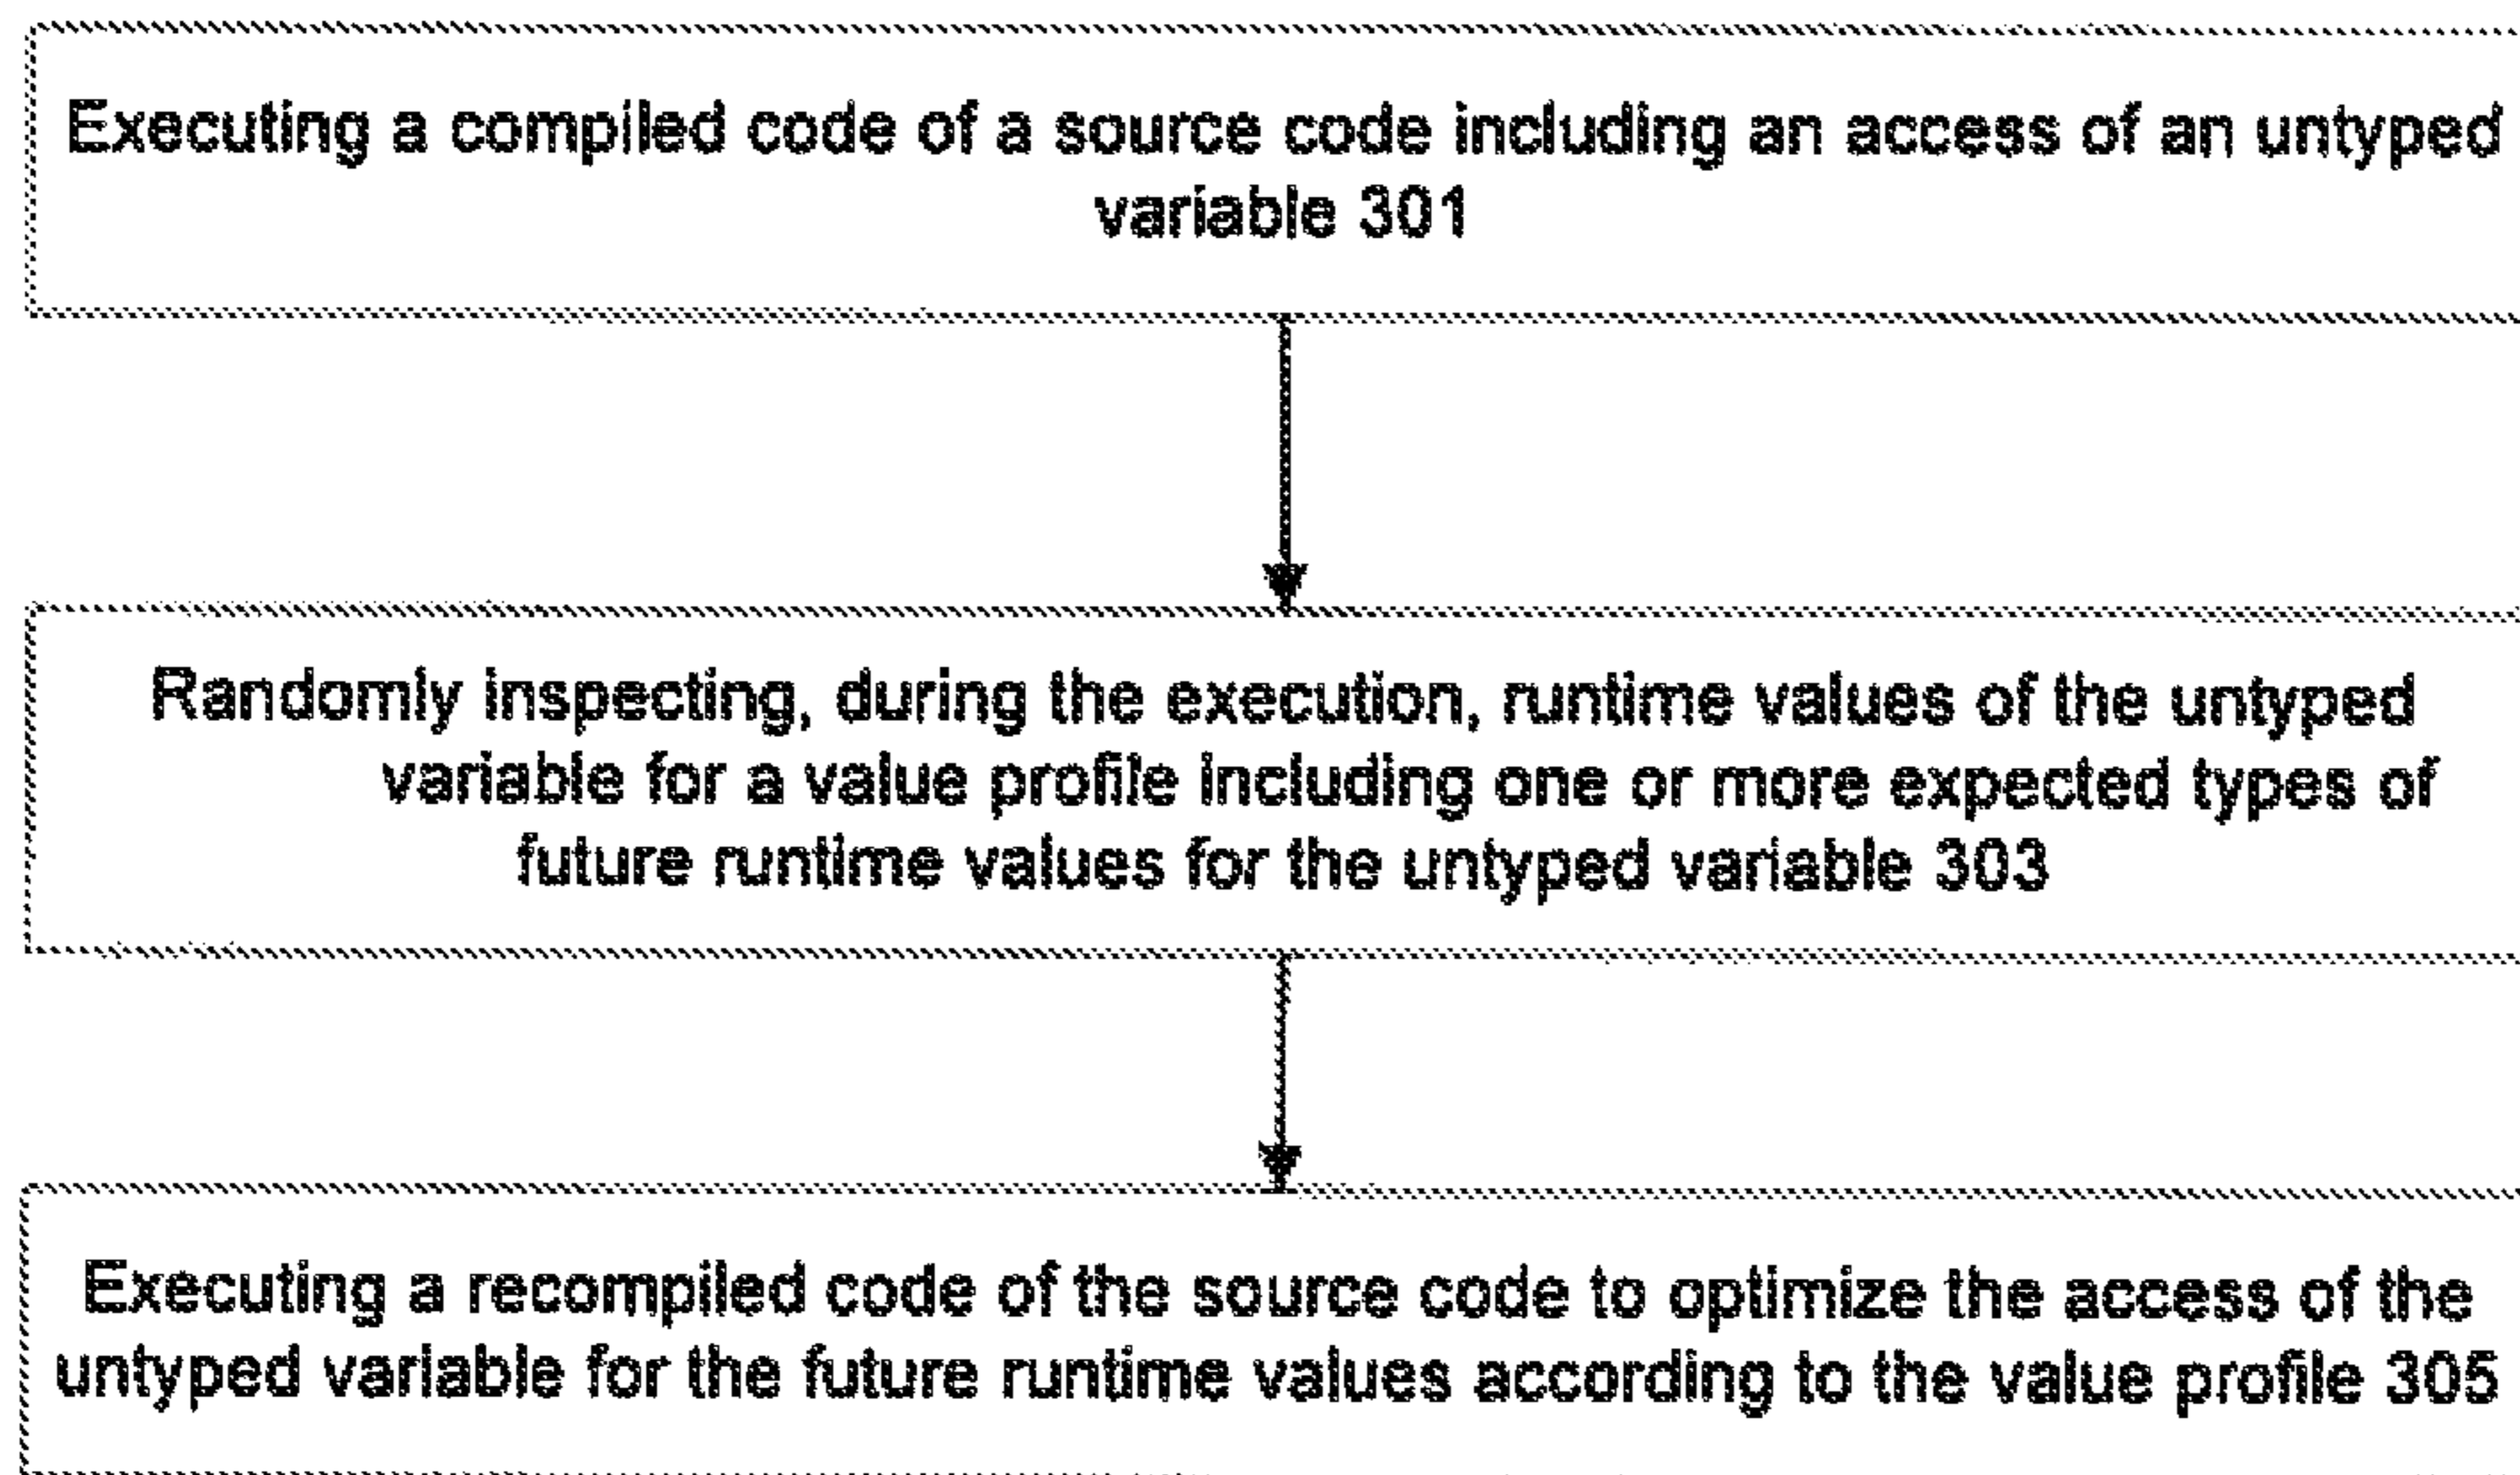 Executing a compiled code of a source code including an access of an untyped
variable 301
Randomly inspecting, during the execution, runtime values of the untyped
variable for a value profile including one or more expected types of
future runtime values for the untyped variable 303
Executing a recompiled code of the source code to optimize the access of the
untyped variable for the future runtime values according to the value profile 305